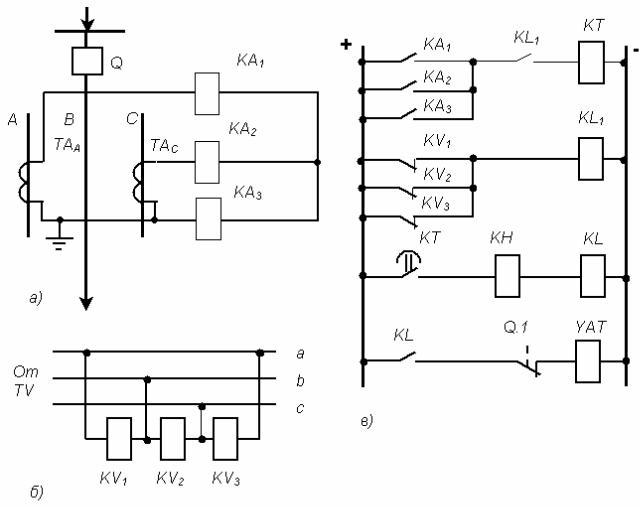 Q
KA1
A
B
C
TAA
TAC
KA2
KA3
а)
От
TV
a
b
c
KV1
KV2
KV3
б)
+
-
KA1
KL1
KT
KA2
KA3
KL1
KV1
KV2
KV3
KT
KH
KL
KL
Q.1
YAT
в)